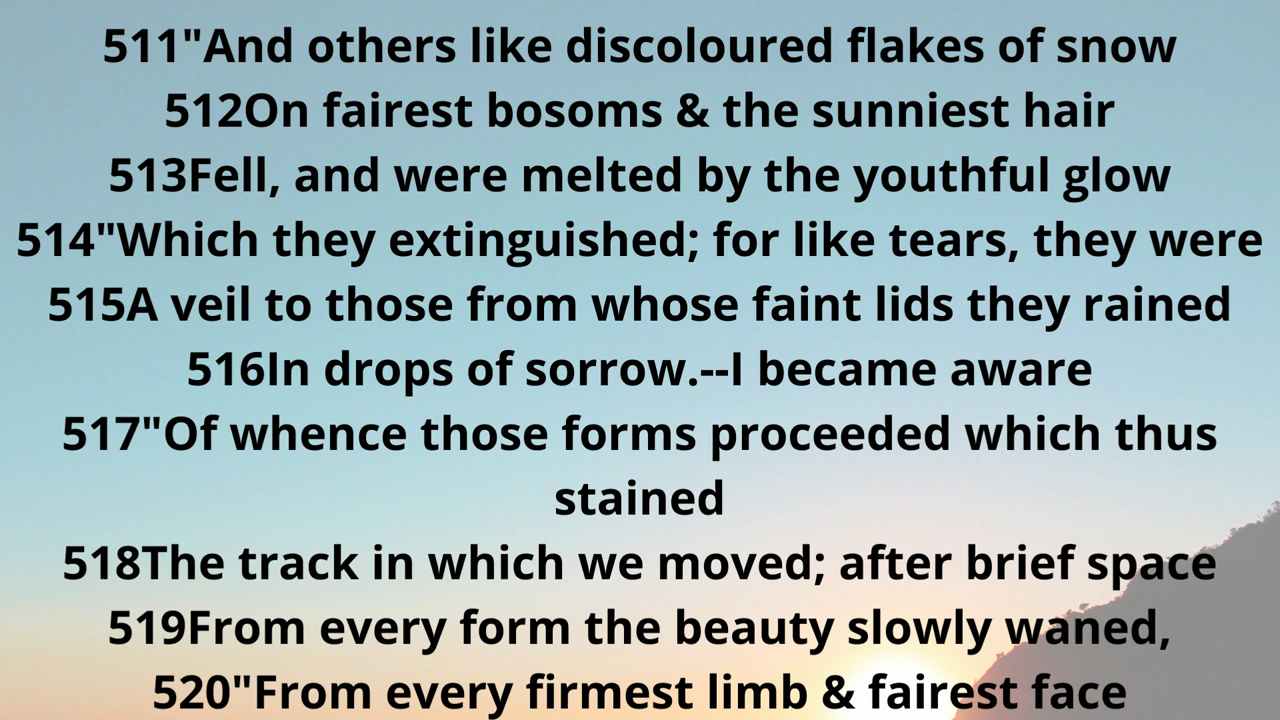 511"And others like discoloured flakes of snow
512On fairest bosoms & the sunniest hair
513Fell, and were melted by the youthful glow
514"Which they extinguished; for like tears, they were
515A veil to those from whose faint lids they rained
516In drops of sorrow.--I became aware
517"Of whence those forms proceeded which thus
stained
518The track in which we moved; after brief space
519From every form the beauty slowly waned,
520"From every firmest limb & fairest face